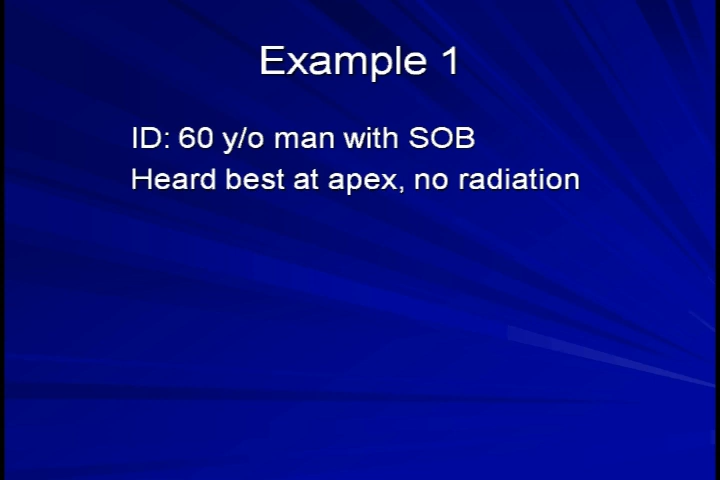 Example 1
ID: 60 y/o man with SOB
Heard best at apex, no radiation